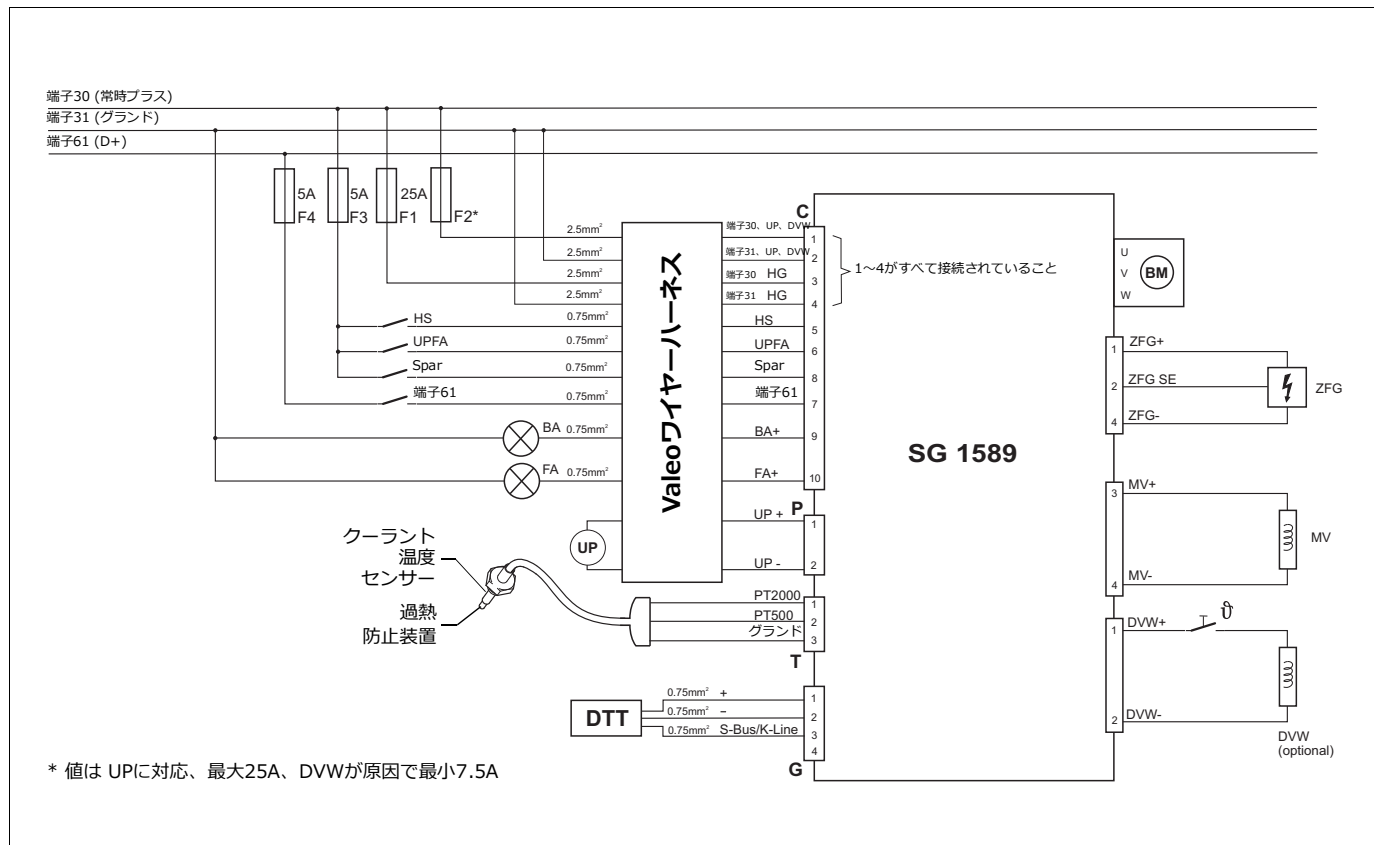 端子30 (常時プラス)
端子31 (グランド)
端子61 (D+)
5A
F4
5A
F3
25A
F1
F2*
2.5mm²
2.5mm²
2.5mm²
2.5mm²
HS
0.75mm²
UPFA
0.75mm²
Spar
0.75mm²
端子61
0.75mm²
BA 0.75mm²
FA 0.75mm²
Valeoワイヤーハーネス
端子30、UP、DVW
端子31、UP、DVW
端子30 HG
端子31 HG
HS
UPFA
Spar
端子61
BA+
FA+
C
1
2
3
4
5
6
8
7
9
10
1~4がすべて接続されていること
UP
UP +
UP -
P
1
2
クーラント
温度
センサー
過熱
防止装置
PT2000
PT500
グランド
1
2
3
T
DTT
0.75mm² +
0.75mm² −
0.75mm² S-Bus/K-Line
1
2
3
4
G
SG 1589
U
V
W
BM
1
2
4
ZFG+
ZFG SE
ZFG-
ZFG
3
4
MV+
MV-
MV
1
2
DVW+
ϑ
DVW-
DVW
(optional)
* 値は UPに対応、最大25A、DVWが原因で最小7.5A